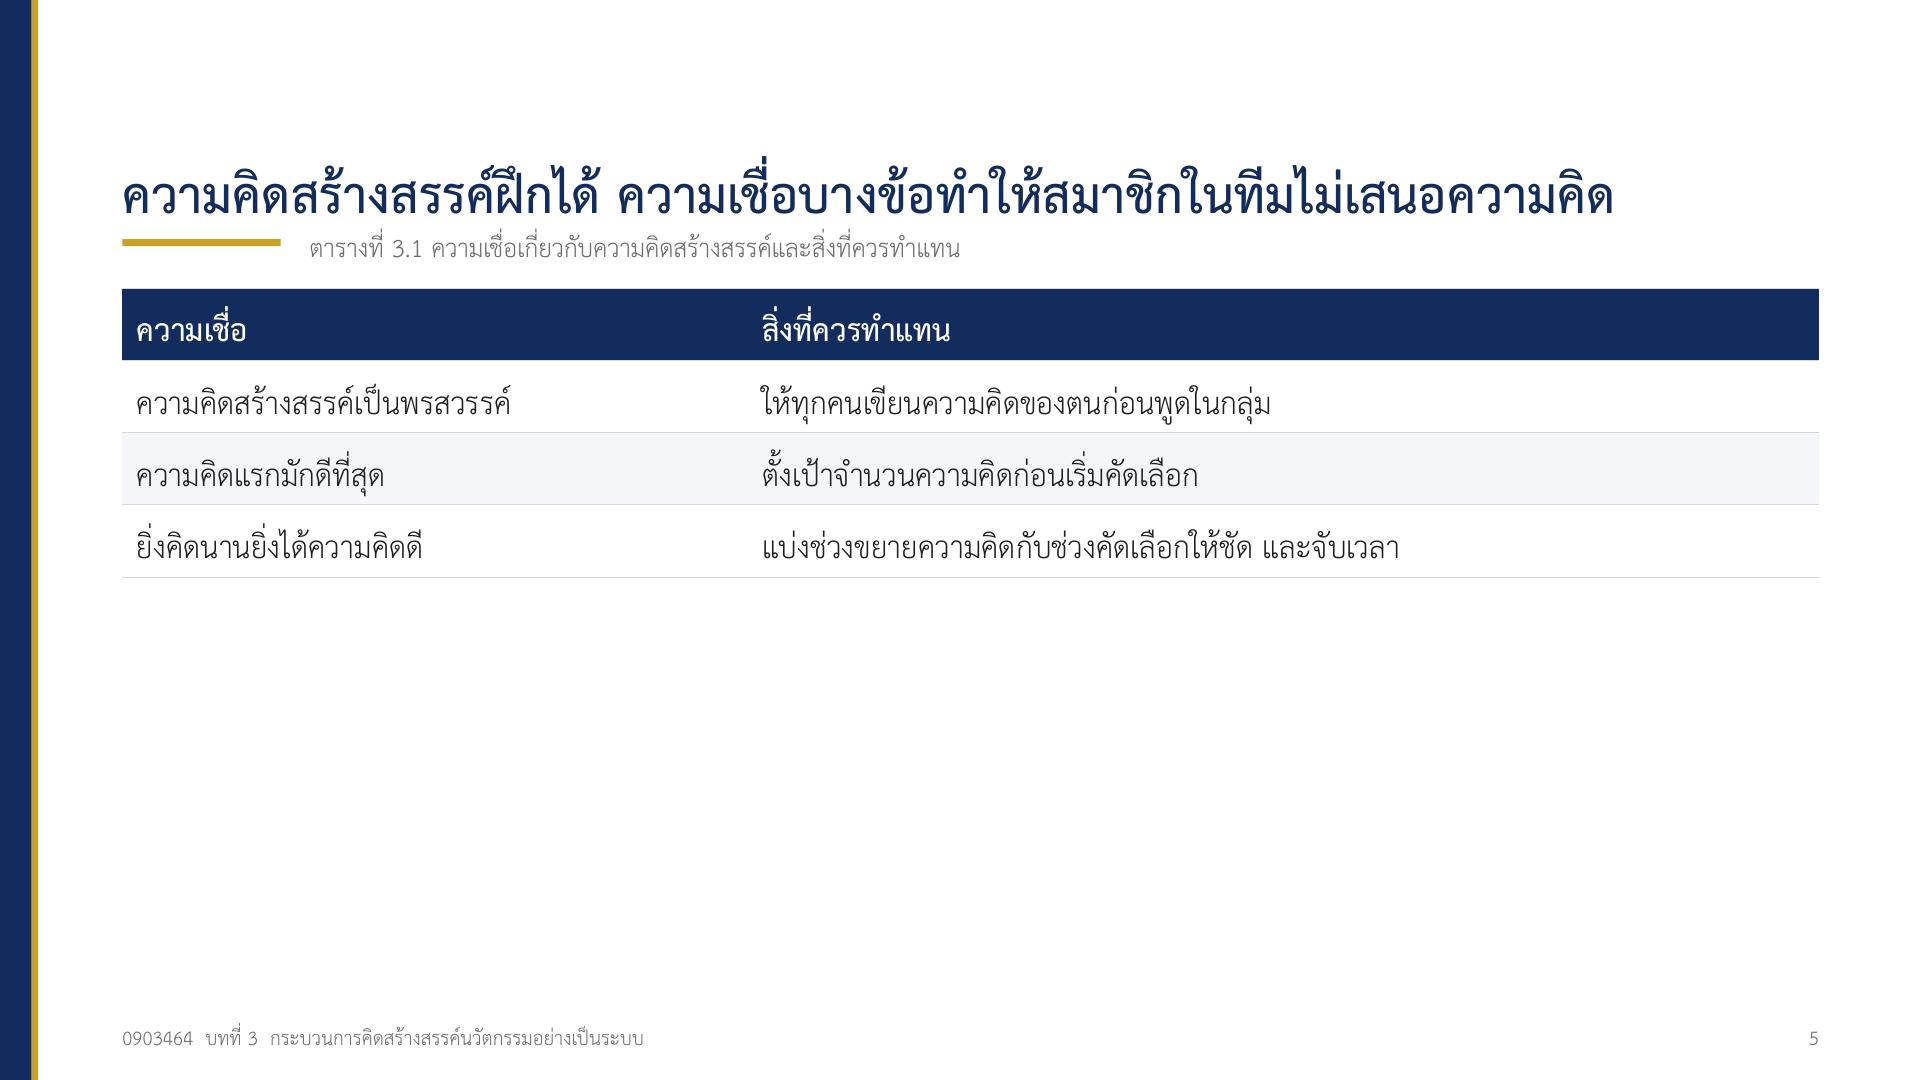 ความคิดสร้างสรรค์ฝึกได้ ความเชื่อบางข้อทำให้สมาชิกในทีมไม่เสนอความคิด
ตารางที่ 3.1 ความเชื่อเกี่ยวกับความคิดสร้างสรรค์และสิ่งที่ควรทำแทน
ความเชื่อ สิ่งที่ควรทำแทน
ความคิดสร้างสรรค์เป็นพรสวรรค์ ให้ทุกคนเขียนความคิดของตนก่อนพูดในกลุ่ม
ความคิดแรกมักดีที่สุด ตั้งเป้าจำนวนความคิดก่อนเริ่มคัดเลือก
ยิ่งคิดนานยิ่งได้ความคิดดี แบ่งช่วงขยายความคิดกับช่วงคัดเลือกให้ชัด และจับเวลา
0903464 บทที่ 3 กระบวนการคิดสร้างสรรค์นวัตกรรมอย่างเป็นระบบ 5